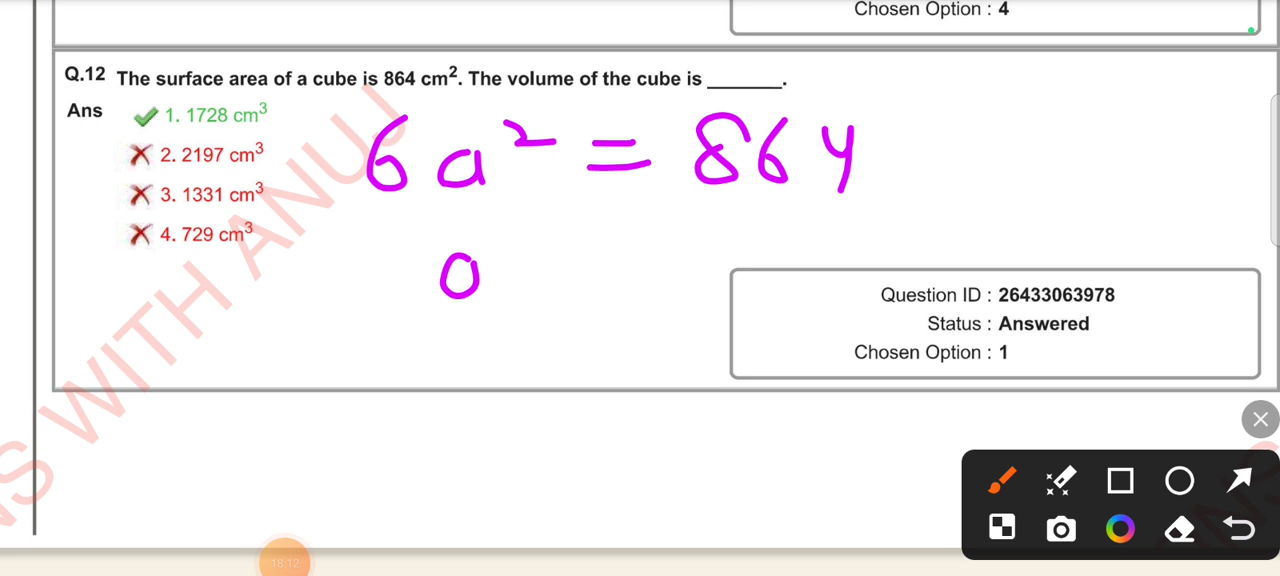 Chosen Option : 4
Q.12 The surface area of a cube is 864 cm². The volume of the cube is ______.
Ans 1. 1728 cm³
2. 2197 cm³
3. 1331 cm³
4. 729 cm³
6a² = 864
0
Question ID : 26433063978
Status : Answered
Chosen Option : 1
S WITH ANUJ
18:12